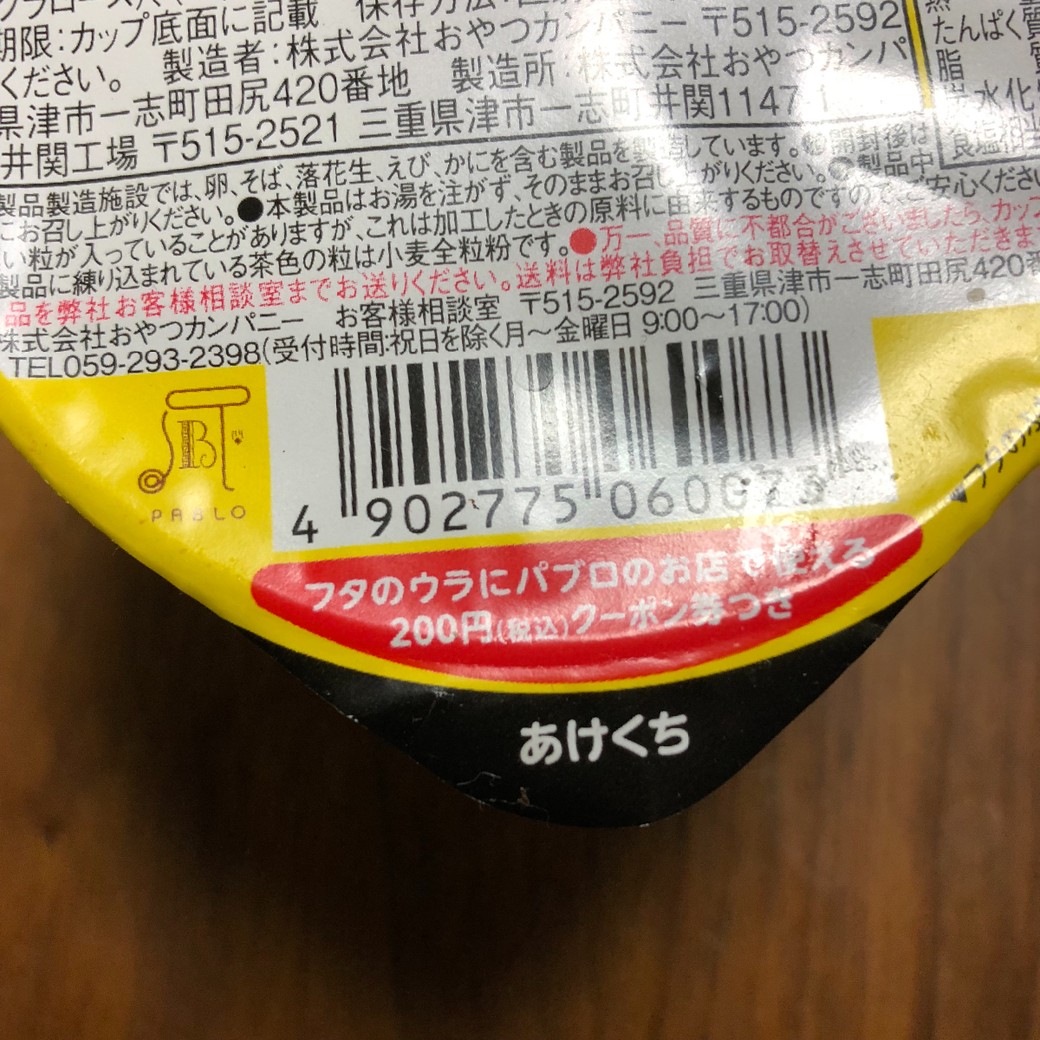 期限:カップ底面に記載 保存方法:
ください。 製造者:株式会社おやつカンパニー 〒515-2592
県津市一志町田尻420番地 製造所:株式会社おやつカンパ
井関工場 〒515-2521 三重県津市一志町井関1147-1
たんぱく質
脂 質
炭水化
食塩相当
製品製造施設では、卵、そば、落花生、えび、かにを含む製品を製造しています。 開封後は
にお召し上がりください。●本製品はお湯を注がず、そのままお召し上がりください。●製品中
い粒が入っていることがありますが、これは加工したときの原料に由来するものですのでご安心くださ
製品に練り込まれている茶色の粒は小麦全粒粉です。●万一、品質に不都合がございましたら、カップ
品を弊社お客様相談室までお送りください。送料は弊社負担でお取替えさせていただきま
株式会社おやつカンパニー お客様相談室 〒515-2592 三重県津市一志町田尻420番
TEL059-293-2398(受付時間:祝日を除く月〜金曜日 9:00〜17:00)
PABLO
4 902775 060
フタのウラにパブロのお店で使える
200円(税込)クーポン券つき
あけくち